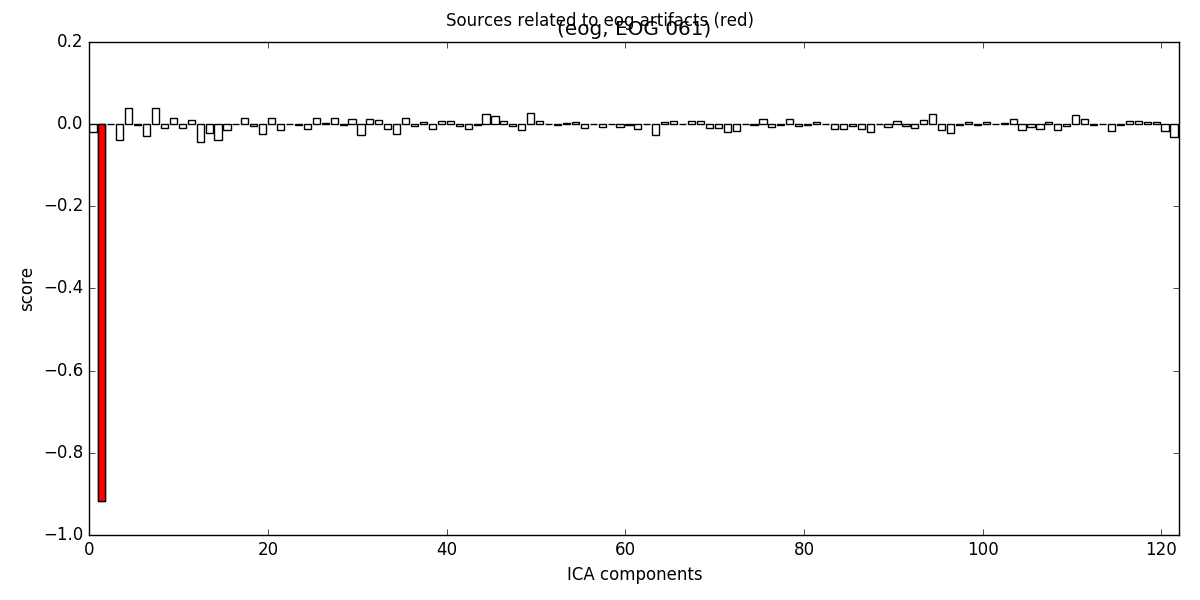 Sources related to eog artifacts (red)
(eog, EOG 061)
0.2
0.0
−0.2
−0.4
−0.6
−0.8
−1.0
score
0 20 40 60 80 100 120
ICA components